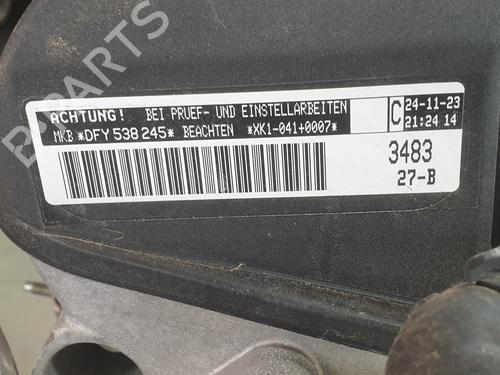 B-PARTS
ACHTUNG! BEI PRUEF- UND EINSTELLARBEITEN
MKB *DFY 538 245* BEACHTEN *XK1-041+0007*
C
24-11-23
21:24 14
3483
27-B